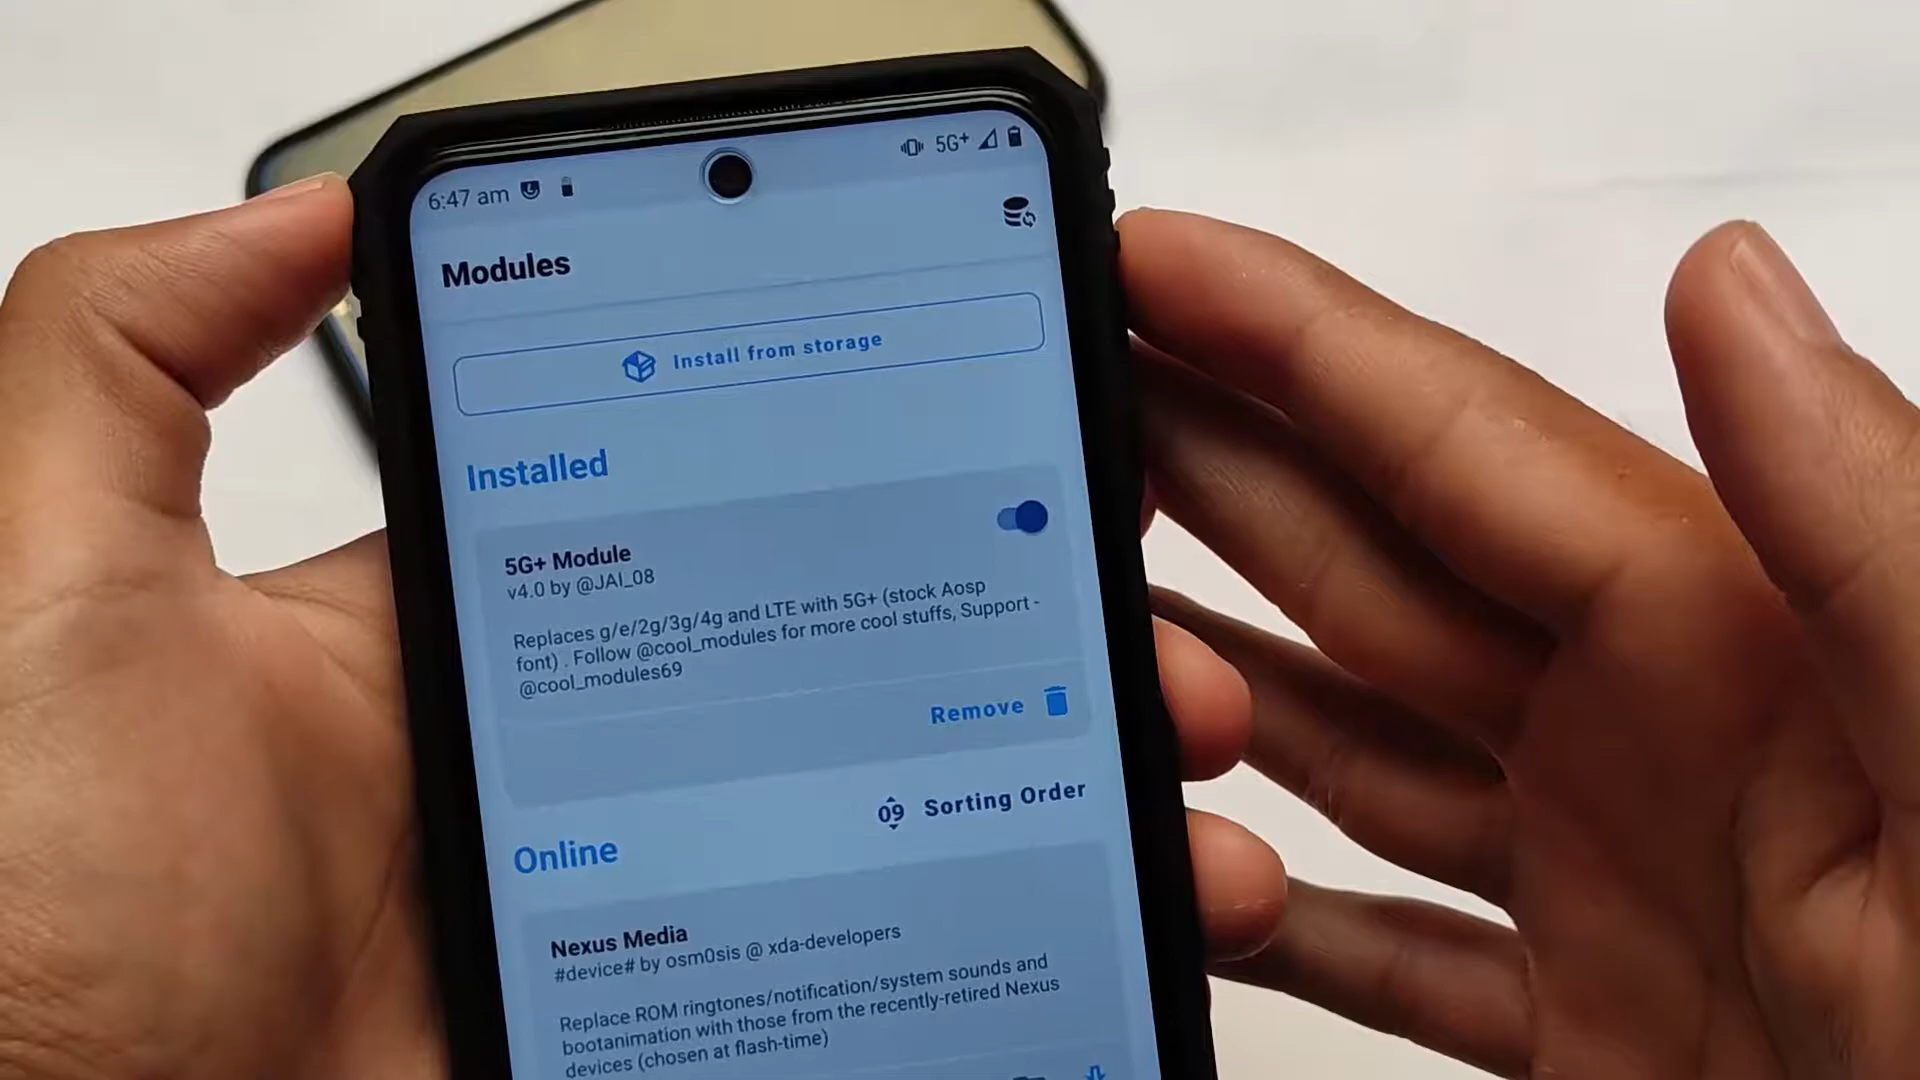 6:47 am 5G+
Modules
Install from storage
Installed
5G+ Module
v4.0 by @JAI_08
Replaces g/e/2g/3g/4g and LTE with 5G+ (stock Aosp
font) . Follow @cool_modules for more cool stuffs, Support -
@cool_modules69
Remove
09 Sorting Order
Online
Nexus Media
#device# by osm0sis @ xda-developers
Replace ROM ringtones/notification/system sounds and
bootanimation with those from the recently-retired Nexus
devices (chosen at flash-time)